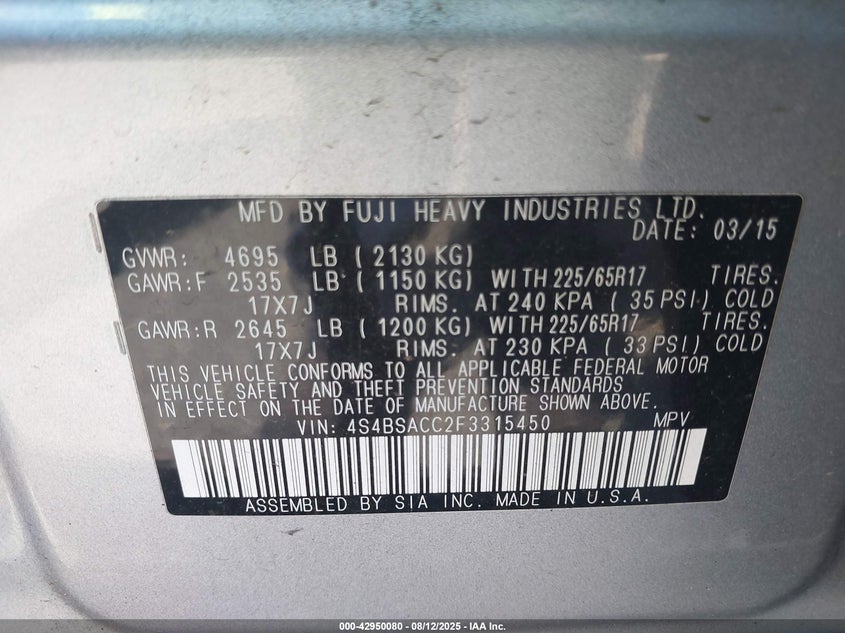 MFD BY FUJI HEAVY INDUSTRIES LTD.
DATE: 03/15
GVWR: 4695 LB ( 2130 KG)
GAWR:F 2535 LB ( 1150 KG) WITH 225/65R17 TIRES.
17X7J RIMS. AT 240 KPA ( 35 PSI) COLD
GAWR:R 2645 LB ( 1200 KG) WITH 225/65R17 TIRES.
17X7J RIMS. AT 230 KPA ( 33 PSI) COLD
THIS VEHICLE CONFORMS TO ALL APPLICABLE FEDERAL MOTOR
VEHICLE SAFETY AND THEFT PREVENTION STANDARDS
IN EFFECT ON THE DATE OF MANUFACTURE SHOWN ABOVE.
VIN: 4S4BSACC2F3315450 MPV
ASSEMBLED BY SIA INC. MADE IN U.S.A.
000-42950080 - 08/12/2025 - IAA Inc.